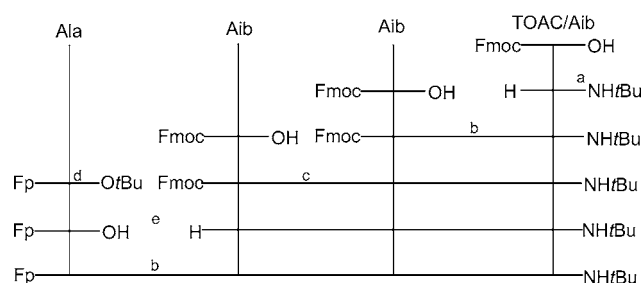 Ala Aib Aib TOAC/Aib
Fmoc OH
a
Fmoc OH H NHtBu
Fmoc OH Fmoc b NHtBu
Fp d OtBu Fmoc c NHtBu
Fp OH e H NHtBu
Fp b NHtBu